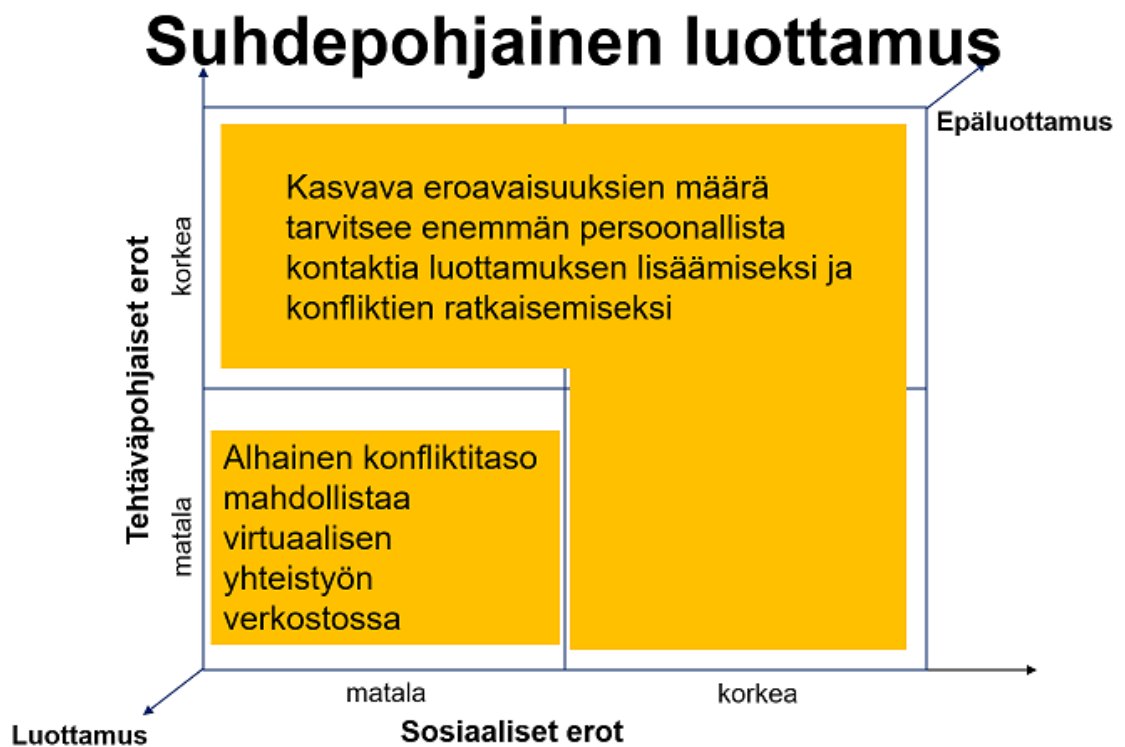 Suhdepohjainen luottamus
Epäluottamus
Kasvava eroavaisuuksien määrä
tarvitsee enemmän persoonallista
kontaktia luottamuksen lisäämiseksi ja
konfliktien ratkaisemiseksi
Tehtäväpohjaiset erot
korkea
matala
Alhainen konfliktitaso
mahdollistaa
virtuaalisen
yhteistyön
verkostossa
matala
korkea
Luottamus
Sosiaaliset erot